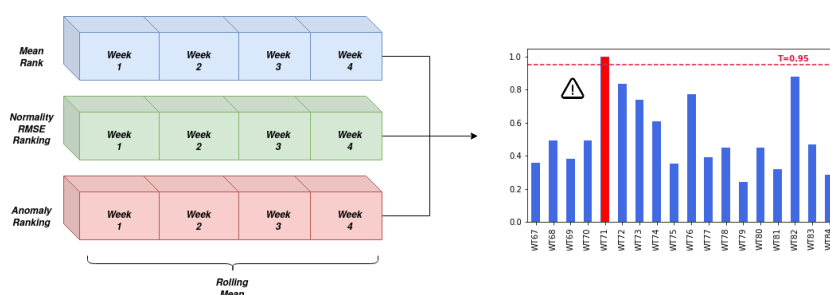 Mean
Rank
Week
1
Week
2
Week
3
Week
4
Normality
RMSE
Ranking
Week
1
Week
2
Week
3
Week
4
Anomaly
Ranking
Week
1
Week
2
Week
3
Week
4
Rolling
Mean
1.0
0.8
0.6
0.4
0.2
0.0
T=0.95
WT67
WT68
WT69
WT70
WT71
WT72
WT73
WT74
WT75
WT76
WT77
WT78
WT79
WT80
WT81
WT82
WT83
WT84